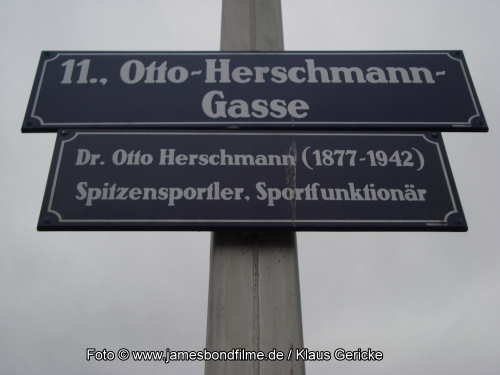 11., Otto-Herschmann-
Gasse
Dr. Otto Herschmann (1877-1942)
Spitzensportler, Sportfunktionär
Foto © www.jamesbondfilme.de / Klaus Gericke